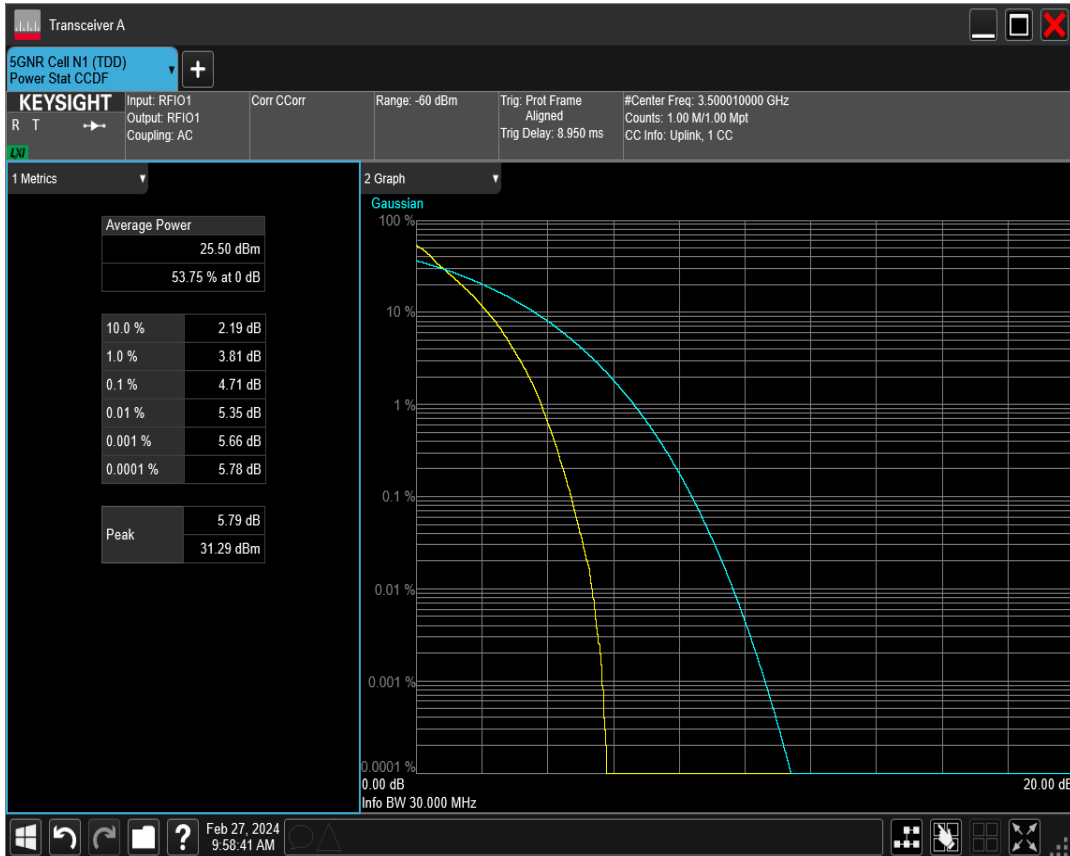 Transceiver A
5GNR Cell N1 (TDD)
Power Stat CCDF
+
KEYSIGHT
R T
LXI
Input: RFIO1
Output: RFIO1
Coupling: AC
Corr CCorr
Range: -60 dBm
Trig: Prot Frame
Aligned
Trig Delay: 8.950 ms
#Center Freq: 3.500010000 GHz
Counts: 1.00 M/1.00 Mpt
CC Info: Uplink, 1 CC
1 Metrics
Average Power
25.50 dBm
53.75 % at 0 dB
10.0 % 2.19 dB
1.0 % 3.81 dB
0.1 % 4.71 dB
0.01 % 5.35 dB
0.001 % 5.66 dB
0.0001 % 5.78 dB
Peak
5.79 dB
31.29 dBm
2 Graph
Gaussian
100 %
10 %
1 %
0.1 %
0.01 %
0.001 %
0.0001 %
0.00 dB 20.00 dB
Info BW 30.000 MHz
?
Feb 27, 2024
9:58:41 AM